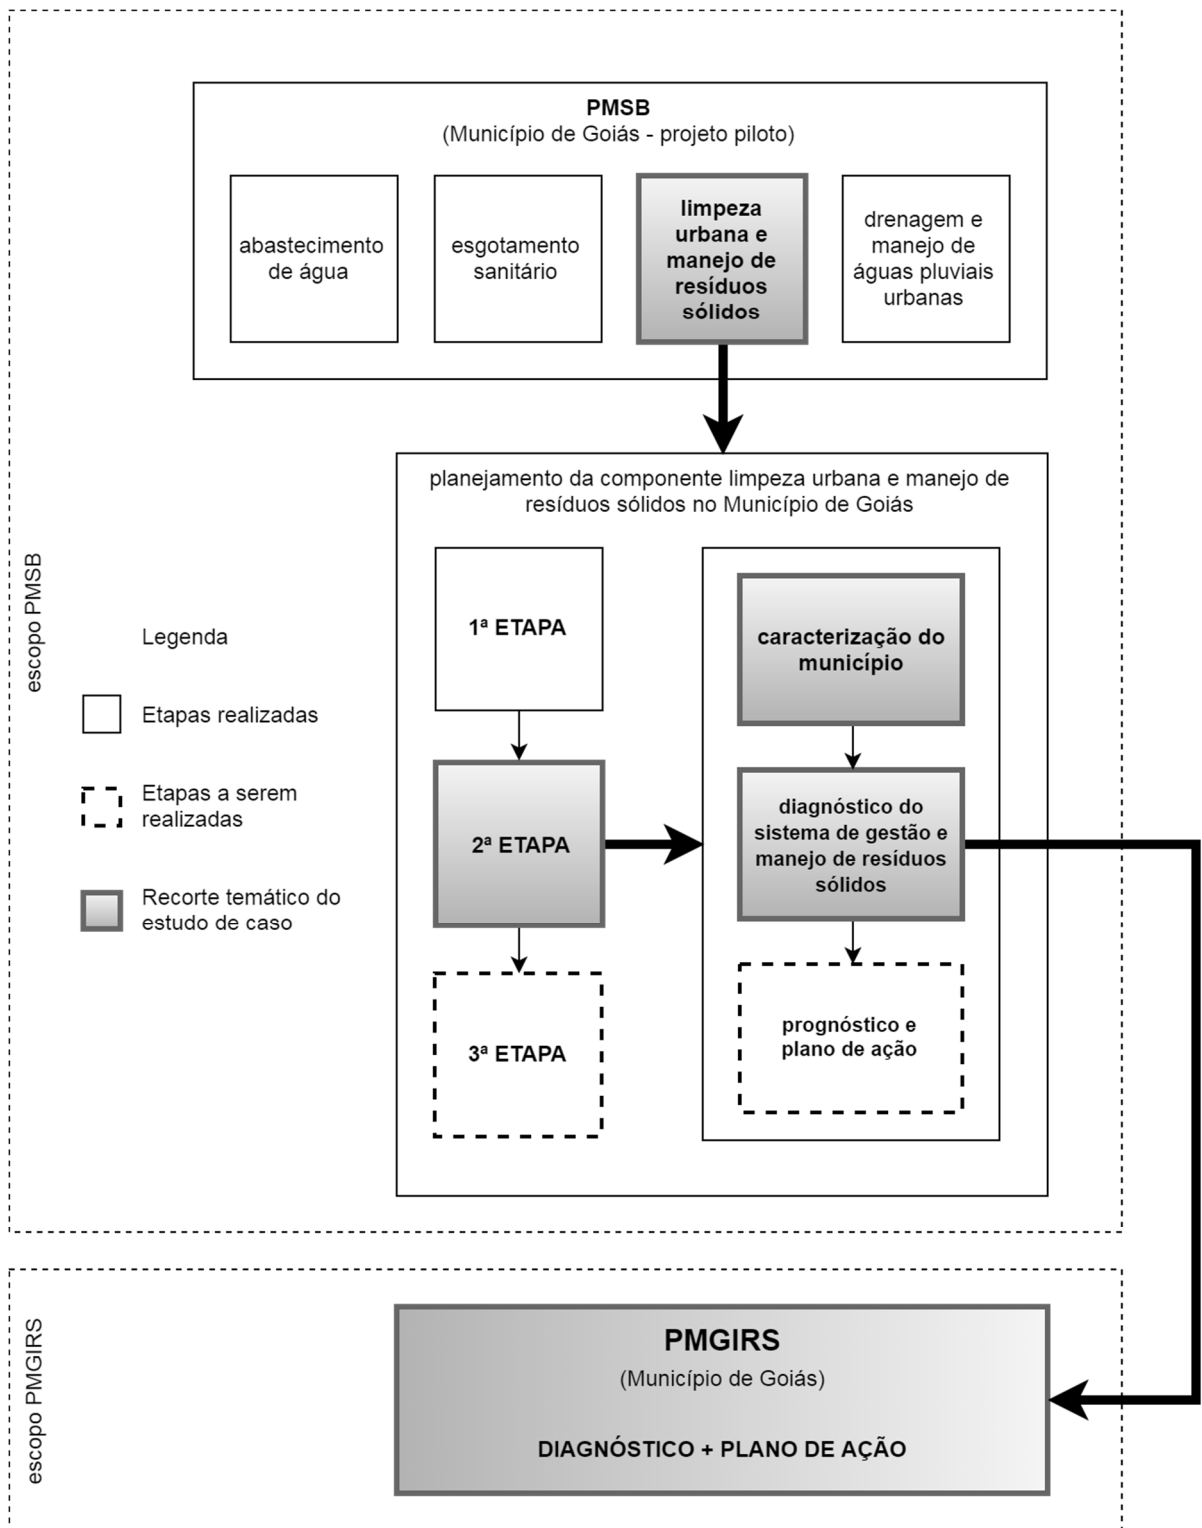 PMSB
(Município de Goiás - projeto piloto)
abastecimento
de água
esgotamento
sanitário
limpeza
urbana e
manejo de
resíduos
sólidos
drenagem e
manejo de
águas pluviais
urbanas
planejamento da componente limpeza urbana e manejo de
resíduos sólidos no Município de Goiás
escopo PMSB
Legenda
Etapas realizadas
Etapas a serem
realizadas
Recorte temático do
estudo de caso
1ª ETAPA
2ª ETAPA
3ª ETAPA
caracterização do
município
diagnóstico do
sistema de gestão e
manejo de resíduos
sólidos
prognóstico e
plano de ação
escopo PMGIRS
PMGIRS
(Município de Goiás)
DIAGNÓSTICO + PLANO DE AÇÃO